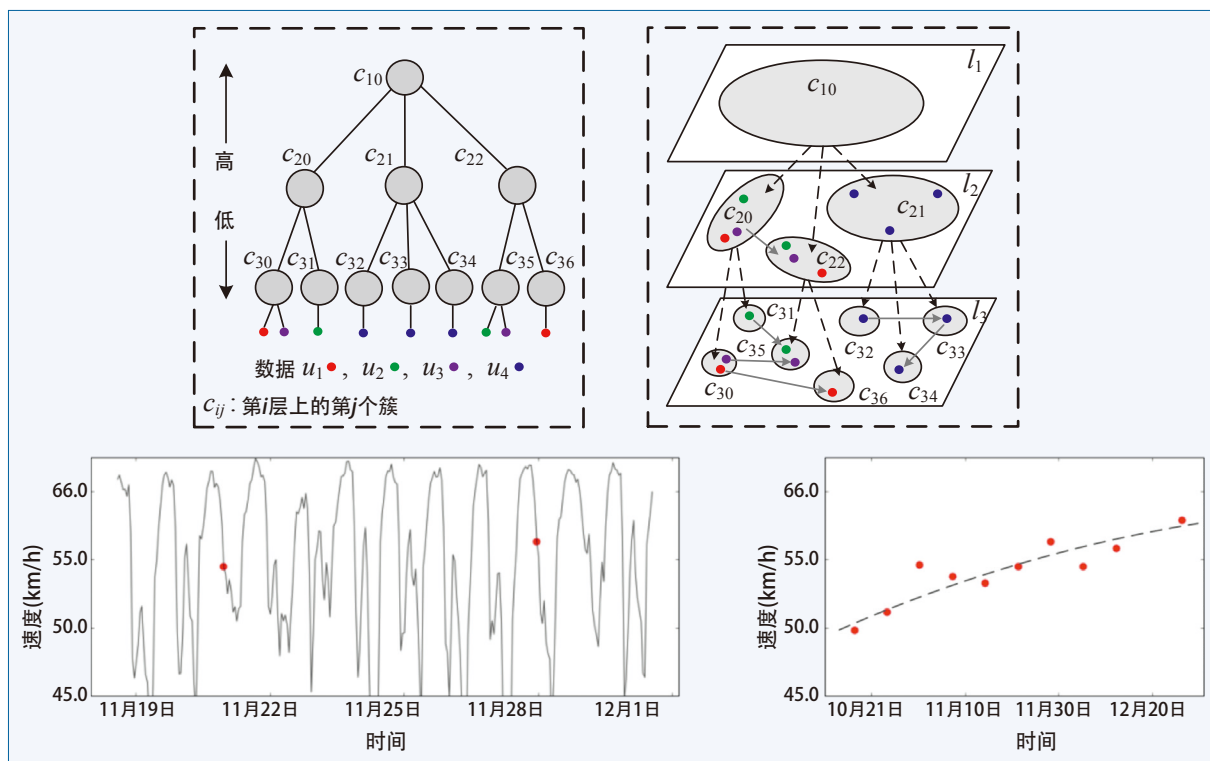 c10
高
低
c20
c21
c22
c30
c31
c32
c33
c34
c35
c36
数据 u1 , u2 , u3 , u4
cij：第i层上的第j个簇
l1
c10
l2
c20
c21
c22
l3
c31
c35
c32
c33
c30
c36
c34
速度(km/h)
66.0
55.0
50.0
45.0
11月19日
11月22日
11月25日
11月28日
12月1日
时间
速度(km/h)
66.0
55.0
50.0
45.0
10月21日
11月10日
11月30日
12月20日
时间